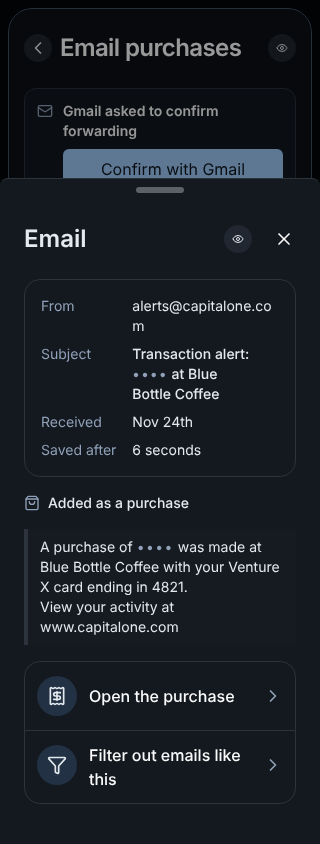 Email purchases
Gmail asked to confirm
forwarding
Confirm with Gmail
Email
From
alerts@capitalone.co
m
Subject
Transaction alert:
•••• at Blue
Bottle Coffee
Received
Nov 24th
Saved after
6 seconds
Added as a purchase
A purchase of •••• was made at
Blue Bottle Coffee with your Venture
X card ending in 4821.
View your activity at
www.capitalone.com
Open the purchase
Filter out emails like
this